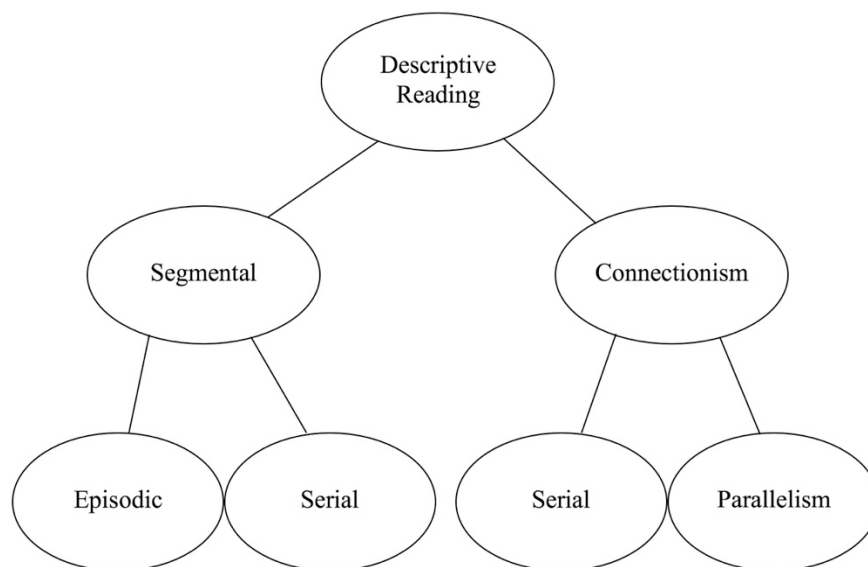 Descriptive
Reading
Segmental
Connectionism
Episodic
Serial
Serial
Parallelism